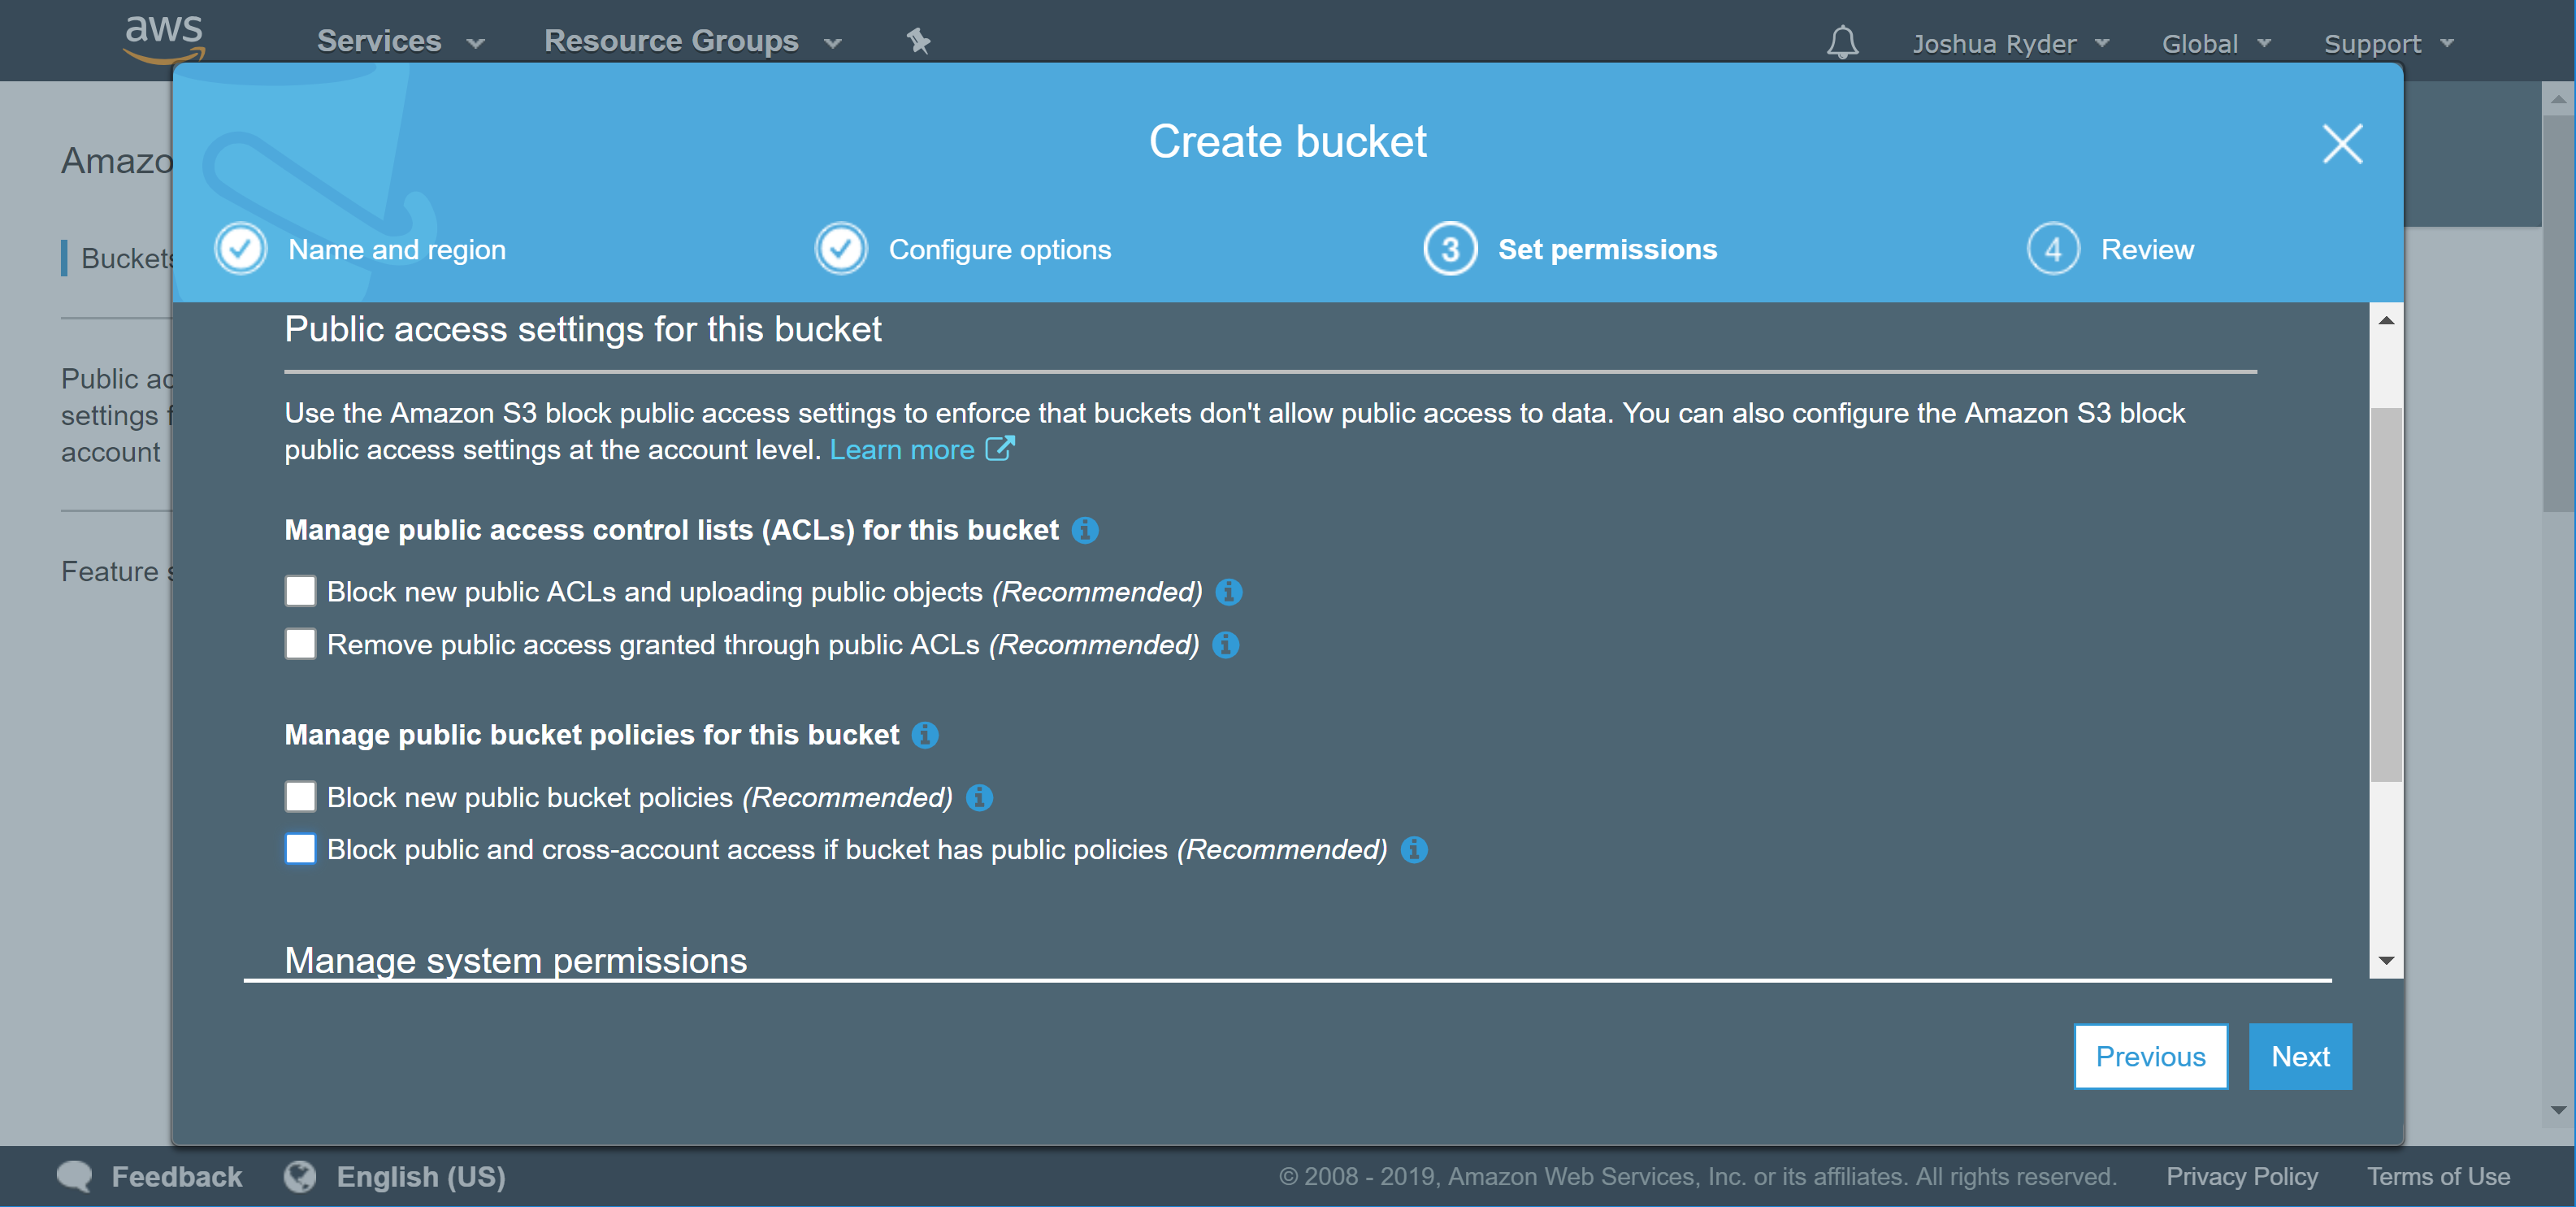 aws
Services
Resource Groups
Joshua Ryder
Global
Support
Create bucket
Name and region
Configure options
3 Set permissions
4 Review
Amazo
Buckets
Public ac
settings f
account
Feature s
Public access settings for this bucket
Use the Amazon S3 block public access settings to enforce that buckets don't allow public access to data. You can also configure the Amazon S3 block
public access settings at the account level. Learn more
Manage public access control lists (ACLs) for this bucket
Block new public ACLs and uploading public objects (Recommended)
Remove public access granted through public ACLs (Recommended)
Manage public bucket policies for this bucket
Block new public bucket policies (Recommended)
Block public and cross-account access if bucket has public policies (Recommended)
Manage system permissions
Previous
Next
Feedback
English (US)
© 2008 - 2019, Amazon Web Services, Inc. or its affiliates. All rights reserved.
Privacy Policy
Terms of Use